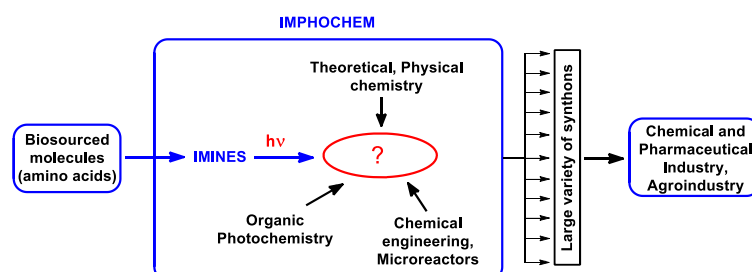 IMPHOCHEM
Theoretical, Physical
chemistry
Biosourced
molecules
(amino acids)
IMINES
hν
?
Organic
Photochemistry
Chemical
engineering,
Microreactors
Large variety of synthons
Chemical and
Pharmaceutical
Industry,
Agroindustry